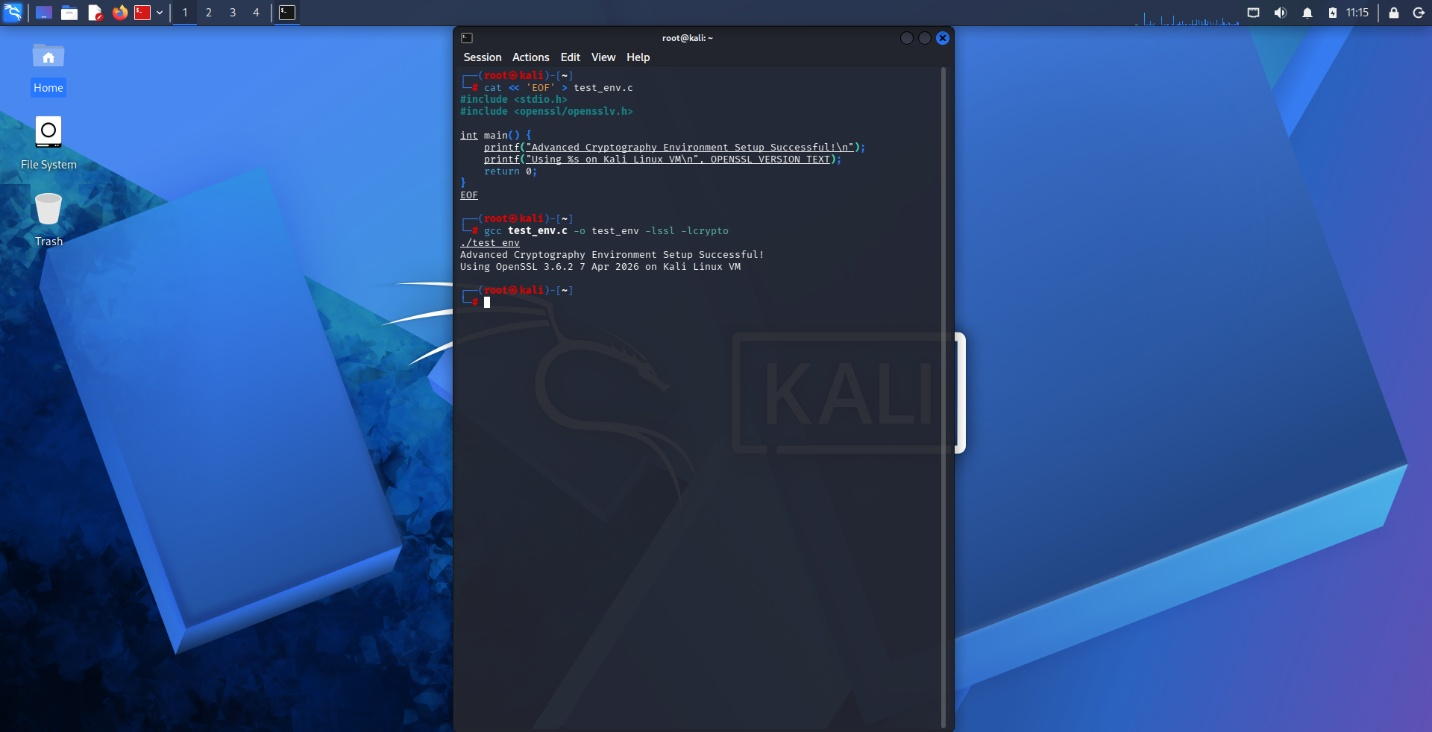 1 2 3 4 11:15
root@kali: ~
Session Actions Edit View Help
Home
File System
Trash
┌──(root㉿kali)-[~]
└─# cat << 'EOF' > test_env.c
#include <stdio.h>
#include <openssl/opensslv.h>
int main() {
    printf("Advanced Cryptography Environment Setup Successful!\n");
    printf("Using %s on Kali Linux VM\n", OPENSSL_VERSION_TEXT);
    return 0;
}
EOF
┌──(root㉿kali)-[~]
└─# gcc test_env.c -o test_env -lssl -lcrypto
./test_env
Advanced Cryptography Environment Setup Successful!
Using OpenSSL 3.6.2 7 Apr 2026 on Kali Linux VM
┌──(root㉿kali)-[~]
└─#
KALI